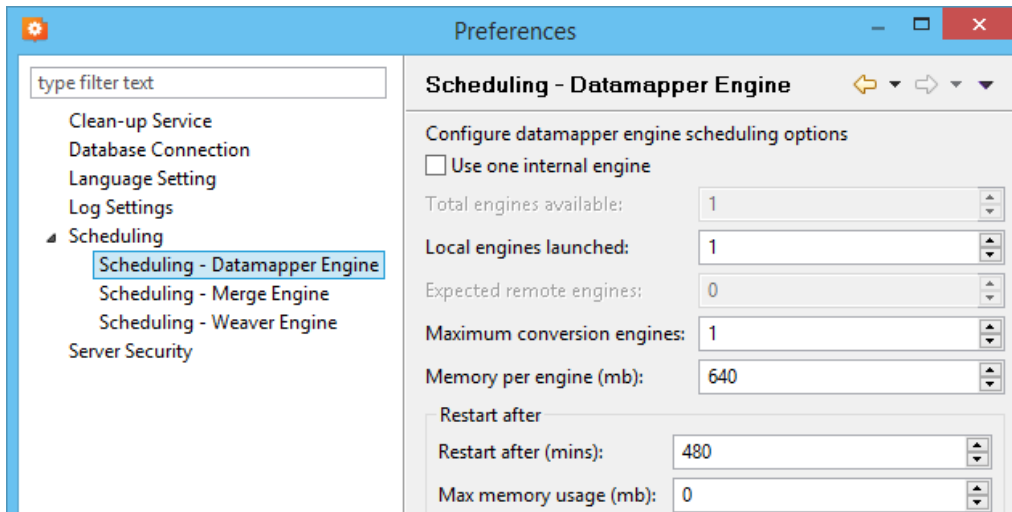 Preferences
type filter text
Clean-up Service
Database Connection
Language Setting
Log Settings
Scheduling
Scheduling - Datamapper Engine
Scheduling - Merge Engine
Scheduling - Weaver Engine
Server Security
Scheduling - Datamapper Engine
Configure datamapper engine scheduling options
Use one internal engine
Total engines available: 1
Local engines launched: 1
Expected remote engines: 0
Maximum conversion engines: 1
Memory per engine (mb): 640
Restart after
Restart after (mins): 480
Max memory usage (mb): 0